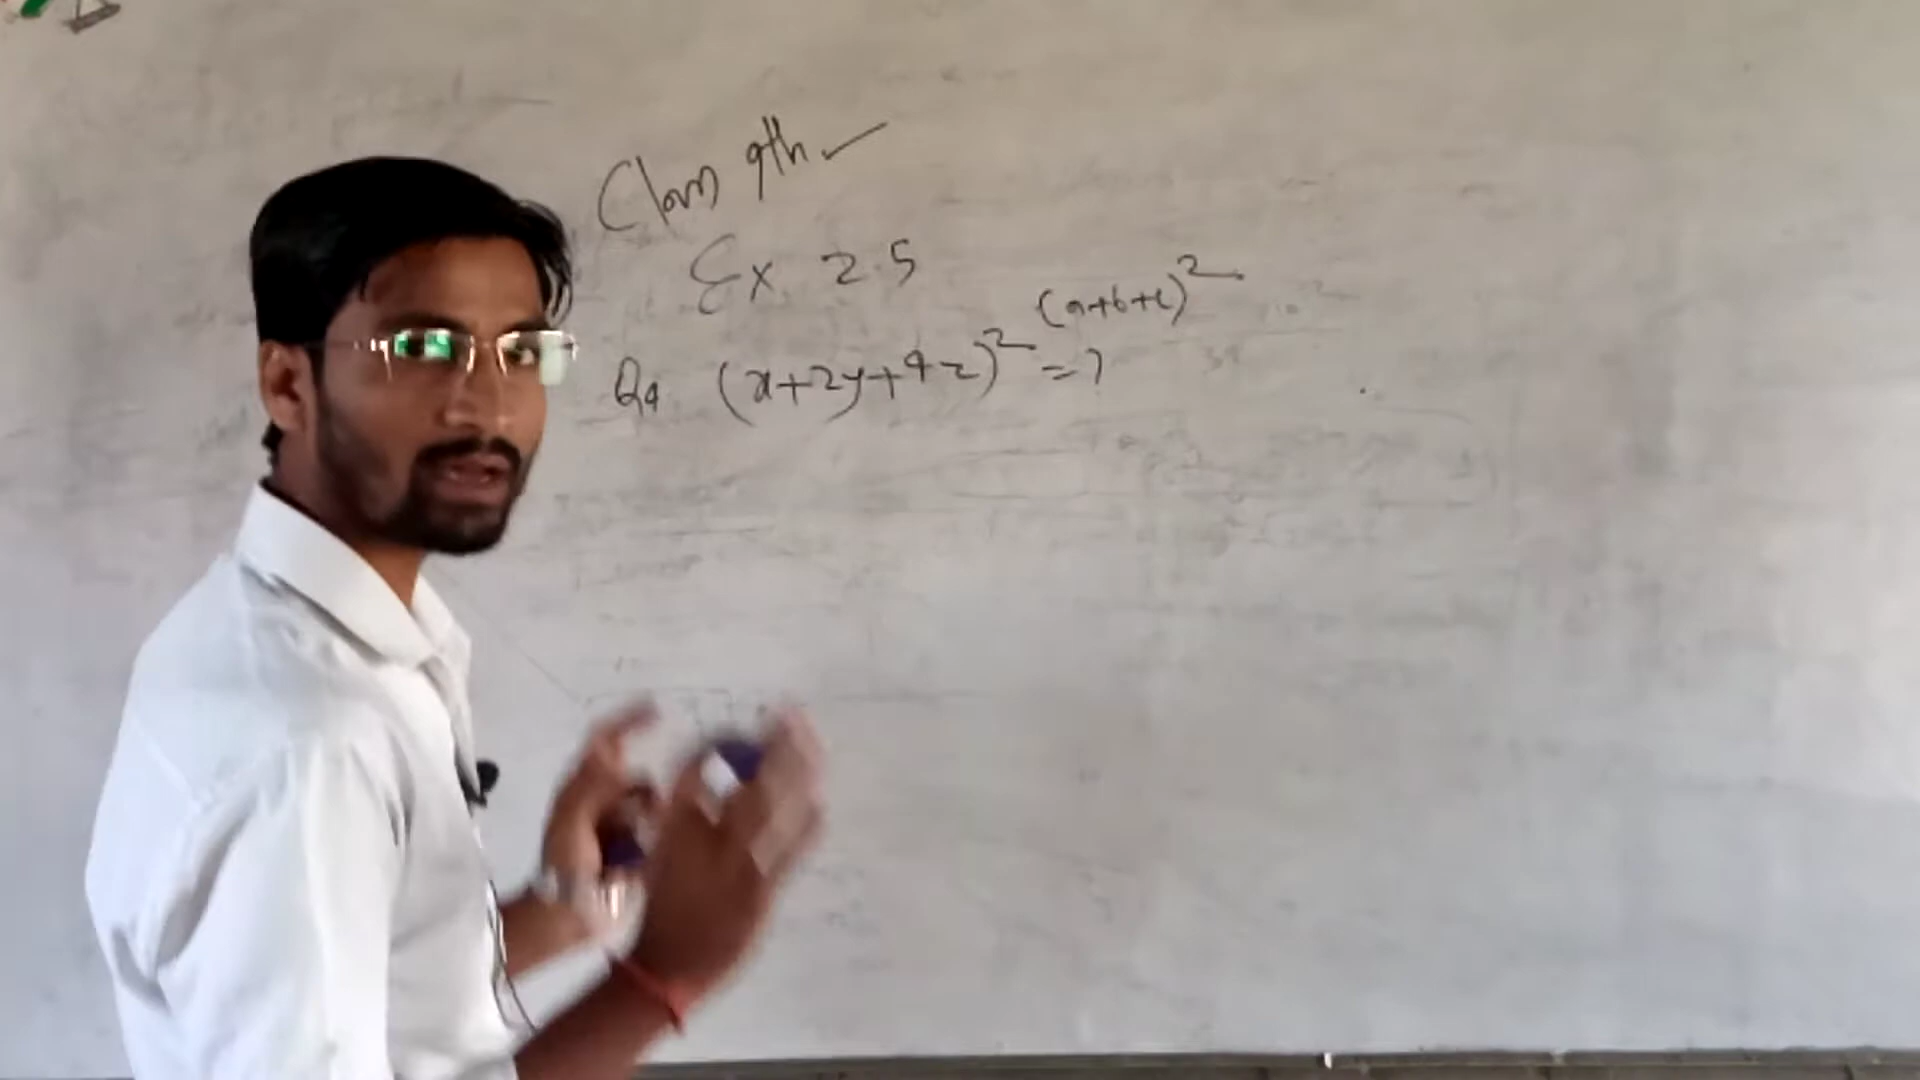 Class 9th
Ex 2.5
(a+b+c)²
Q4 (x+2y+4z)² = ?